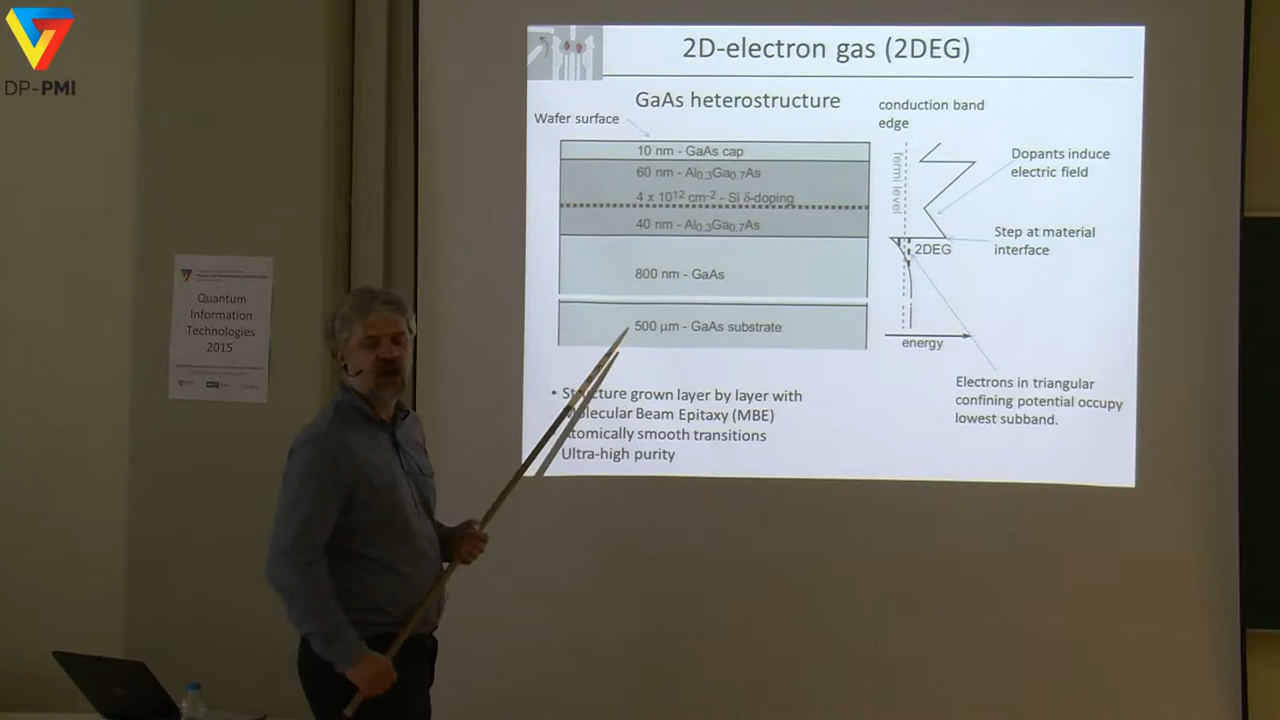 DP-PMI
Quantum
Information
Technologies
2015
2D-electron gas (2DEG)
GaAs heterostructure
Wafer surface
10 nm - GaAs cap
60 nm - Al0.3Ga0.7As
4 x 10¹² cm⁻² - Si δ-doping
40 nm - Al0.3Ga0.7As
800 nm - GaAs
500 µm - GaAs substrate
conduction band
edge
fermi level
Dopants induce
electric field
Step at material
interface
2DEG
energy
Electrons in triangular
confining potential occupy
lowest subband.
• Structure grown layer by layer with
Molecular Beam Epitaxy (MBE)
Atomically smooth transitions
Ultra-high purity